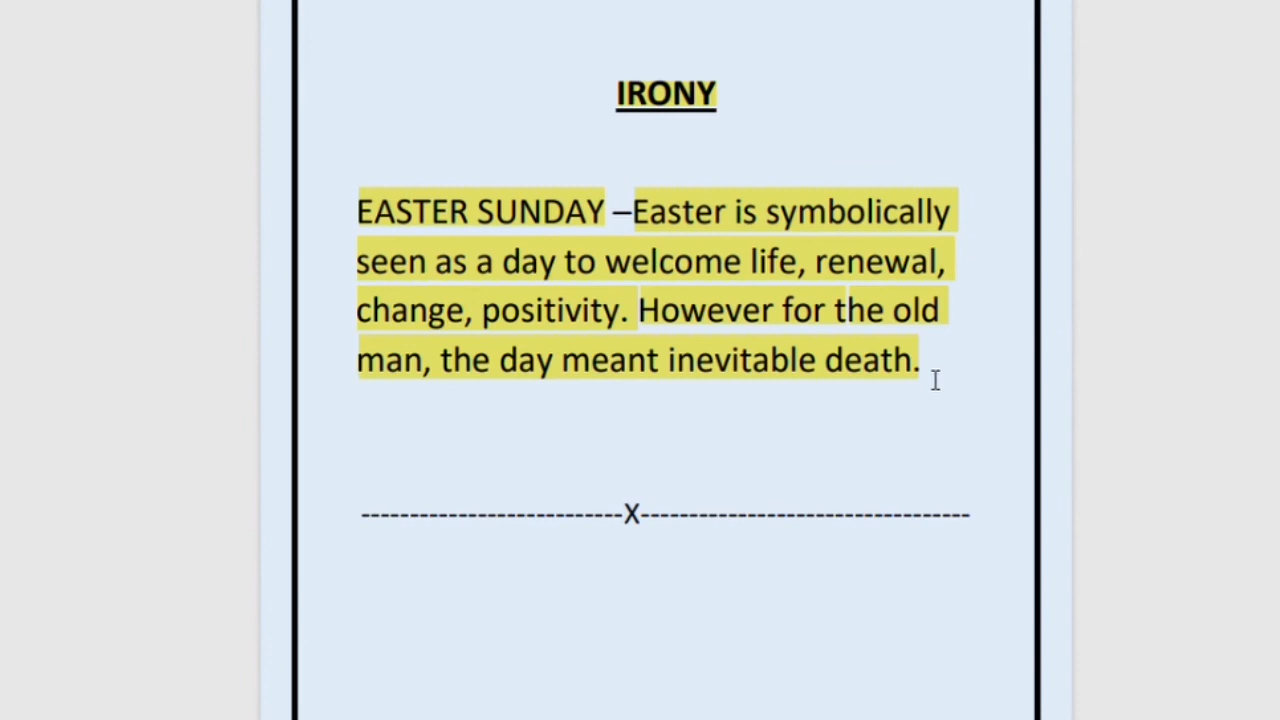 IRONY
EASTER SUNDAY –Easter is symbolically
seen as a day to welcome life, renewal,
change, positivity. However for the old
man, the day meant inevitable death.
---------------------------X----------------------------------